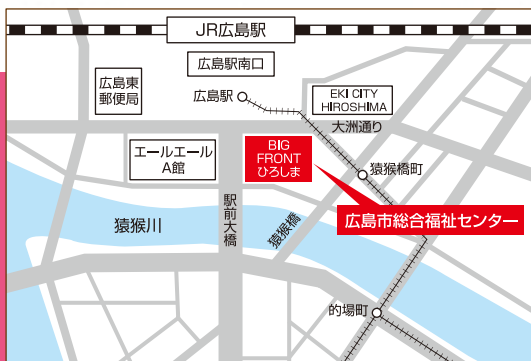 JR広島駅
広島駅南口
広島東
郵便局
広島駅
EKI CITY
HIROSHIMA
大洲通り
エールエール
A館
BIG
FRONT
ひろしま
猿猴橋町
広島市総合福祉センター
猿猴川
駅前大橋
猿猴橋
的場町